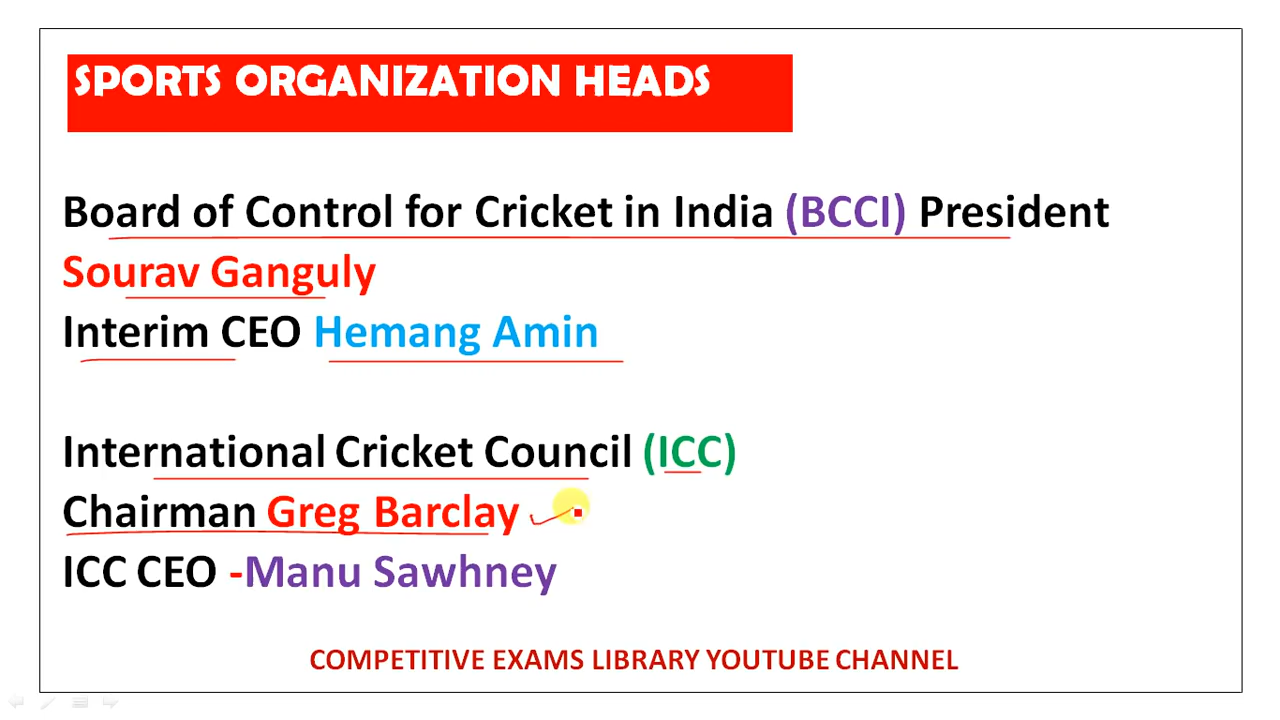 SPORTS ORGANIZATION HEADS
Board of Control for Cricket in India (BCCI) President
Sourav Ganguly
Interim CEO Hemang Amin
International Cricket Council (ICC)
Chairman Greg Barclay
ICC CEO -Manu Sawhney
COMPETITIVE EXAMS LIBRARY YOUTUBE CHANNEL